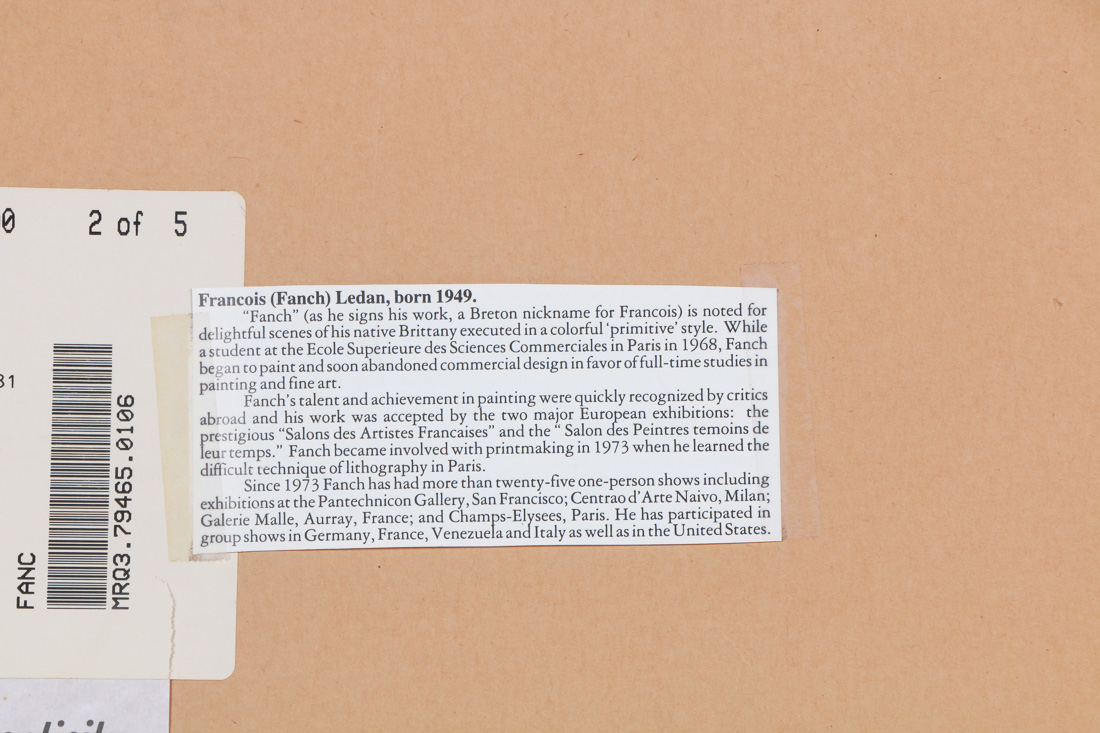 0 2 of 5
81
FANC
MRQ3.79465.0106
Francois (Fanch) Ledan, born 1949.
“Fanch” (as he signs his work, a Breton nickname for Francois) is noted for
delightful scenes of his native Brittany executed in a colorful ‘primitive’ style. While
a student at the Ecole Superieure des Sciences Commerciales in Paris in 1968, Fanch
began to paint and soon abandoned commercial design in favor of full-time studies in
painting and fine art.
Fanch’s talent and achievement in painting were quickly recognized by critics
abroad and his work was accepted by the two major European exhibitions: the
prestigious “Salons des Artistes Francaises” and the “ Salon des Peintres temoins de
leur temps.” Fanch became involved with printmaking in 1973 when he learned the
difficult technique of lithography in Paris.
Since 1973 Fanch has had more than twenty-five one-person shows including
exhibitions at the Pantechnicon Gallery, San Francisco; Centrao d’Arte Naivo, Milan;
Galerie Malle, Aurray, France; and Champs-Elysees, Paris. He has participated in
group shows in Germany, France, Venezuela and Italy as well as in the United States.